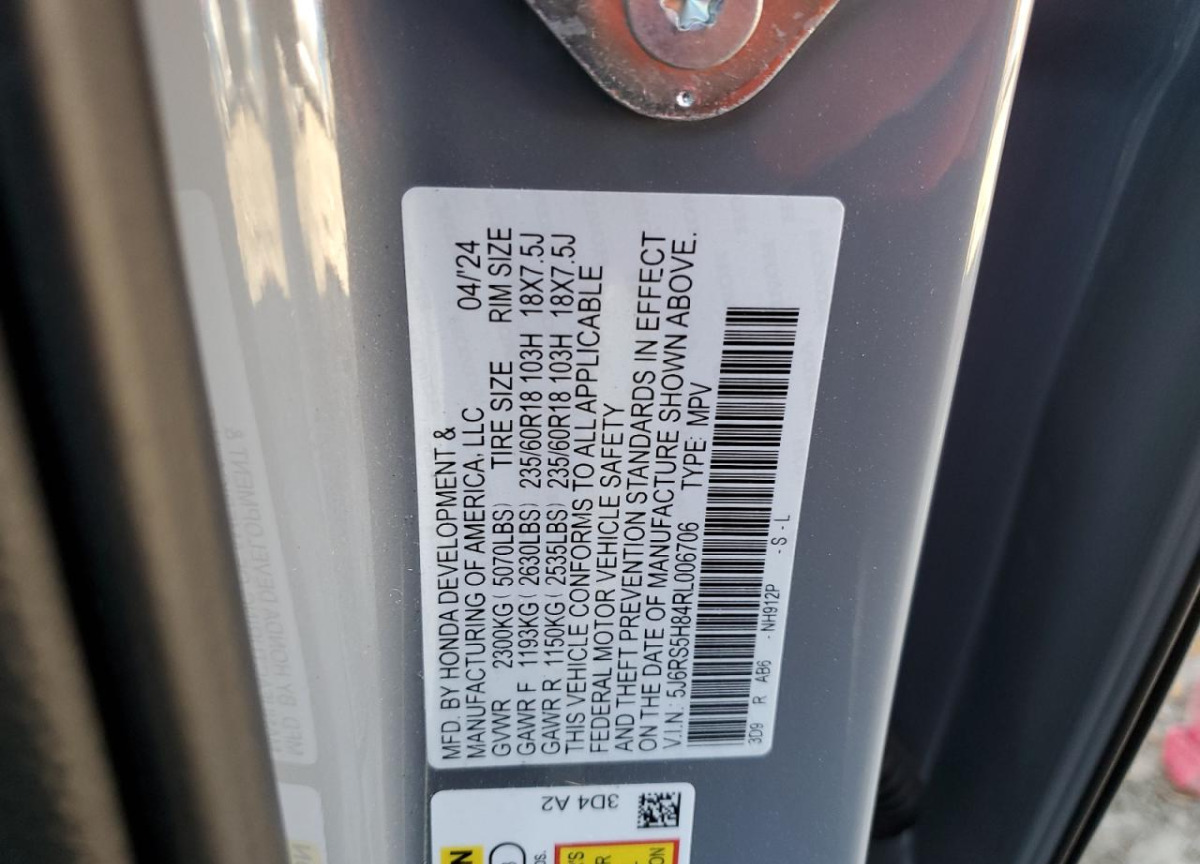 MFD. BY HONDA DEVELOPMENT &
MANUFACTURING OF AMERICA, LLC 04/'24
GVWR 2300KG ( 5070LBS) TIRE SIZE RIM SIZE
GAWR F 1193KG ( 2630LBS) 235/60R18 103H 18X7.5J
GAWR R 1150KG ( 2535LBS) 235/60R18 103H 18X7.5J
THIS VEHICLE CONFORMS TO ALL APPLICABLE
FEDERAL MOTOR VEHICLE SAFETY
AND THEFT PREVENTION STANDARDS IN EFFECT
ON THE DATE OF MANUFACTURE SHOWN ABOVE.
V.I.N.: 5J6RS5H84RL006706 TYPE: MPV
3D9 R AB6 -NH912P -S-L
3D4 A2